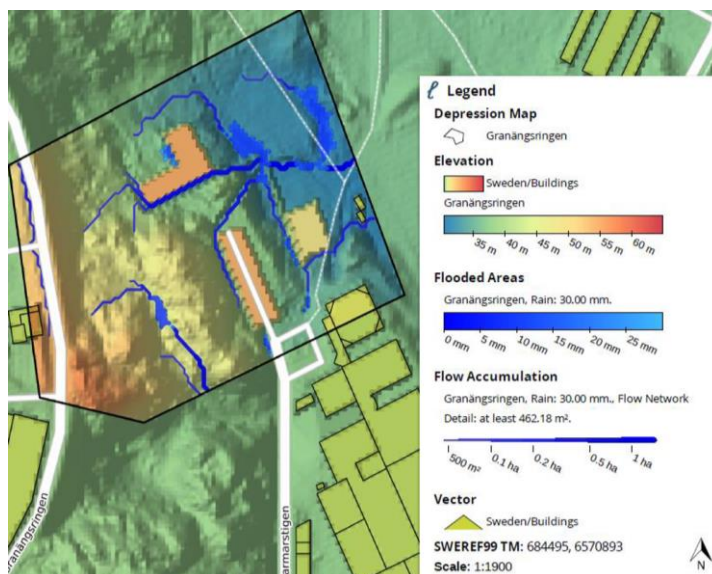 Legend
Depression Map
Granängsringen
Elevation
Sweden/Buildings
Granängsringen
35 m 40 m 45 m 50 m 55 m 60 m
Flooded Areas
Granängsringen, Rain: 30.00 mm.
0 mm 5 mm 10 mm 15 mm 20 mm 25 mm
Flow Accumulation
Granängsringen, Rain: 30.00 mm., Flow Network
Detail: at least 462.18 m².
500 m² 0.1 ha 0.2 ha 0.5 ha 1 ha
Vector
Sweden/Buildings
SWEREF99 TM: 684495, 6570893
Scale: 1:1900
N
Granängsringen
armarstigen